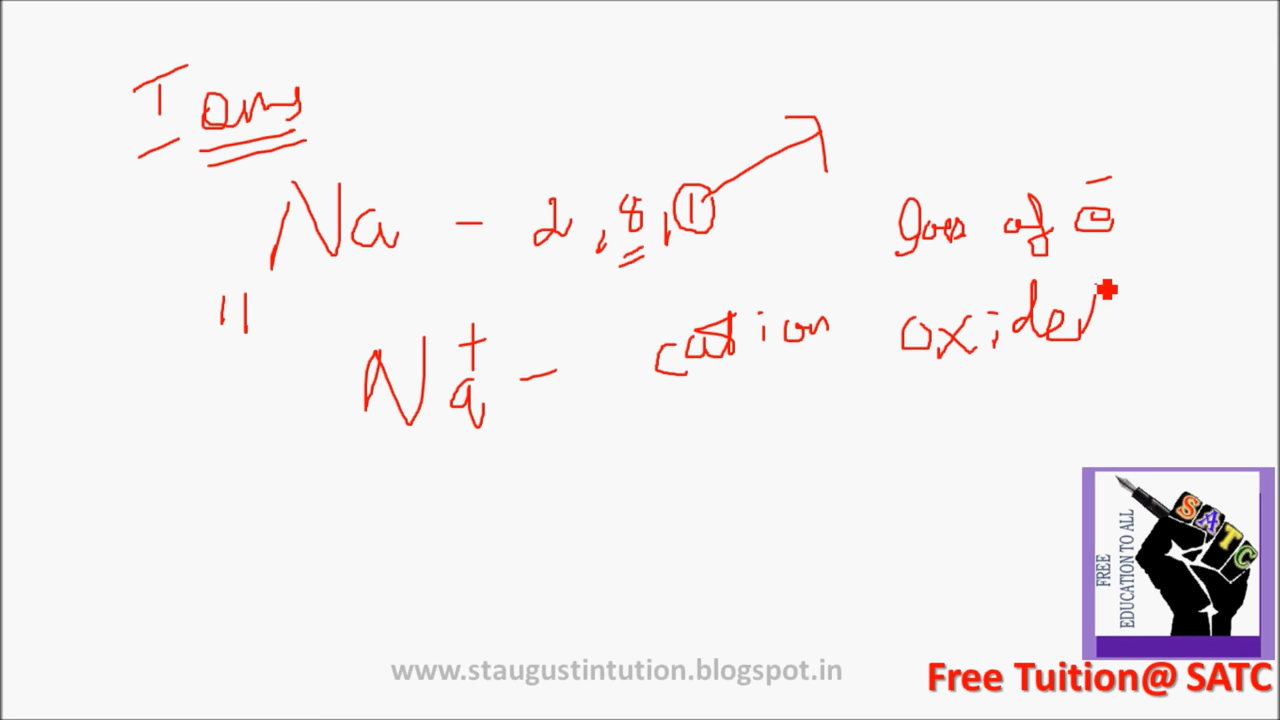 Ions
Na - 2,8,1
loss of e-
11
Na+ - cation
oxide
SATC
FREE
EDUCATION TO ALL
www.staugustintution.blogspot.in
Free Tuition@ SATC